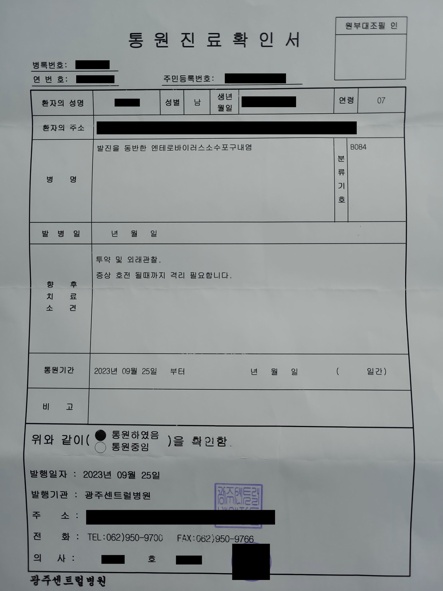 원부대조필 인
통원진료확인서
병록번호:
연 번 호:
주민등록번호:
환자의 성명
성별
남
생년월일
연령
07
환자의 주소
병 명
발진을 동반한 엔테로바이러스소수포구내염
분류기호
B084
발 병 일
년 월 일
향 후 치 료 소 견
투약 및 외래관찰.
증상 호전 될때까지 격리 필요합니다.
통원기간
2023년 09월 25일 부터 년 월 일 ( 일간)
비 고
위와 같이( 통원하였음 통원중임 )을 확인함.
발행일자 : 2023년 09월 25일
발행기관 : 광주센트럴병원
주 소 :
전 화 : TEL:062)950-9700 FAX:062)950-9766
의 사 : 호
광주센트럴병원